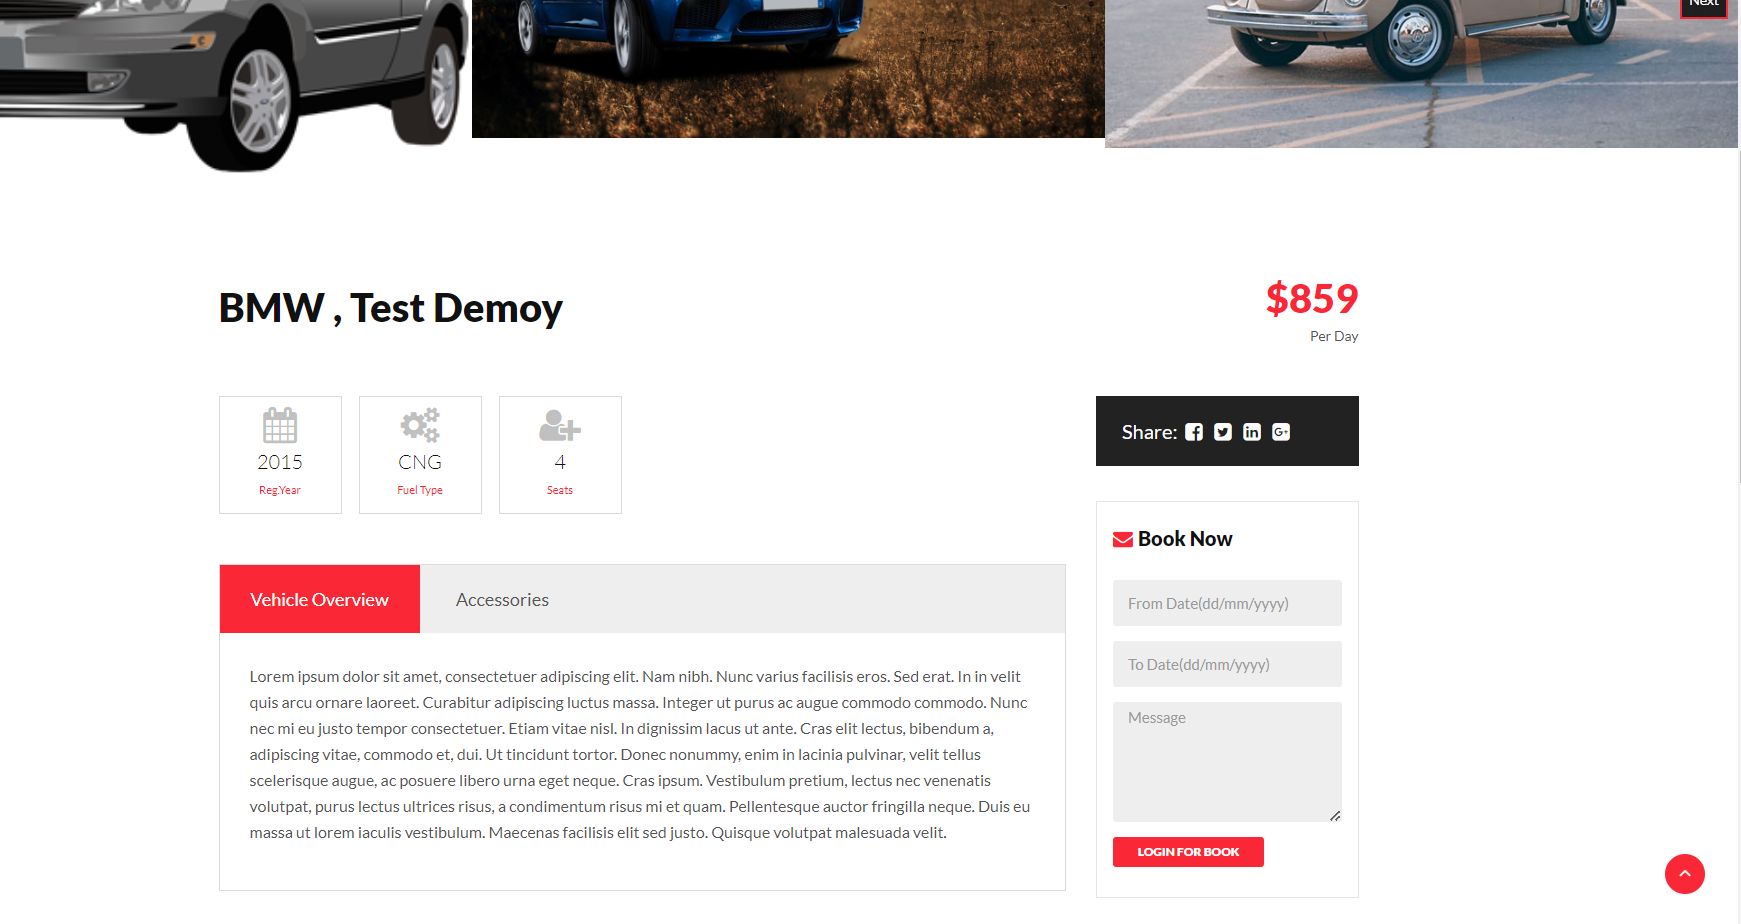 Next
BMW , Test Demoy
$859
Per Day
2015
Reg.Year
CNG
Fuel Type
4
Seats
Share:
Vehicle Overview
Accessories
Lorem ipsum dolor sit amet, consectetuer adipiscing elit. Nam nibh. Nunc varius facilisis eros. Sed erat. In in velit
quis arcu ornare laoreet. Curabitur adipiscing luctus massa. Integer ut purus ac augue commodo commodo. Nunc
nec mi eu justo tempor consectetuer. Etiam vitae nisl. In dignissim lacus ut ante. Cras elit lectus, bibendum a,
adipiscing vitae, commodo et, dui. Ut tincidunt tortor. Donec nonummy, enim in lacinia pulvinar, velit tellus
scelerisque augue, ac posuere libero urna eget neque. Cras ipsum. Vestibulum pretium, lectus nec venenatis
volutpat, purus lectus ultrices risus, a condimentum risus mi et quam. Pellentesque auctor fringilla neque. Duis eu
massa ut lorem iaculis vestibulum. Maecenas facilisis elit sed justo. Quisque volutpat malesuada velit.
Book Now
From Date(dd/mm/yyyy)
To Date(dd/mm/yyyy)
Message
LOGIN FOR BOOK